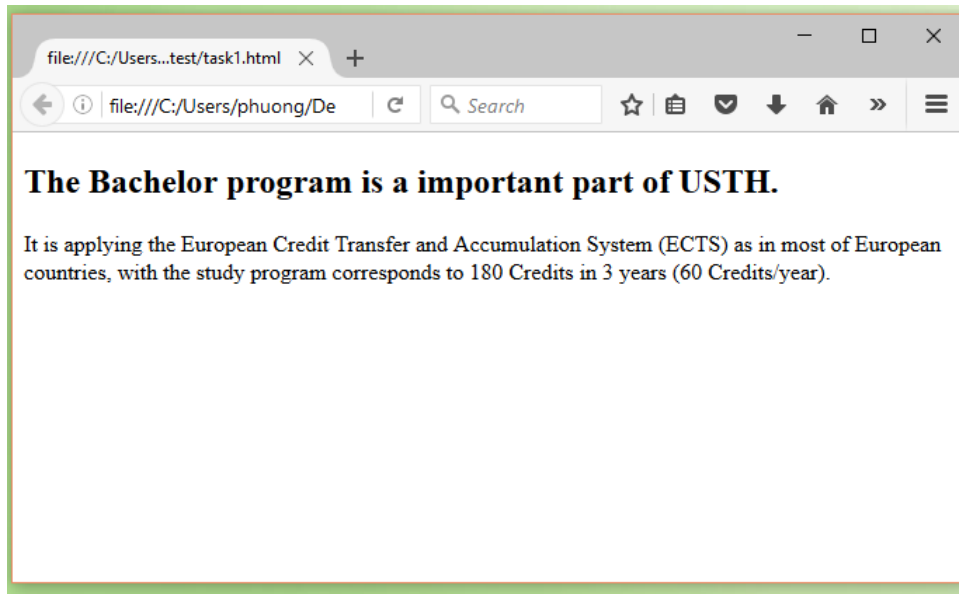 file:///C:/Users...test/task1.html
file:///C:/Users/phuong/De
Search
The Bachelor program is a important part of USTH.
It is applying the European Credit Transfer and Accumulation System (ECTS) as in most of European
countries, with the study program corresponds to 180 Credits in 3 years (60 Credits/year).